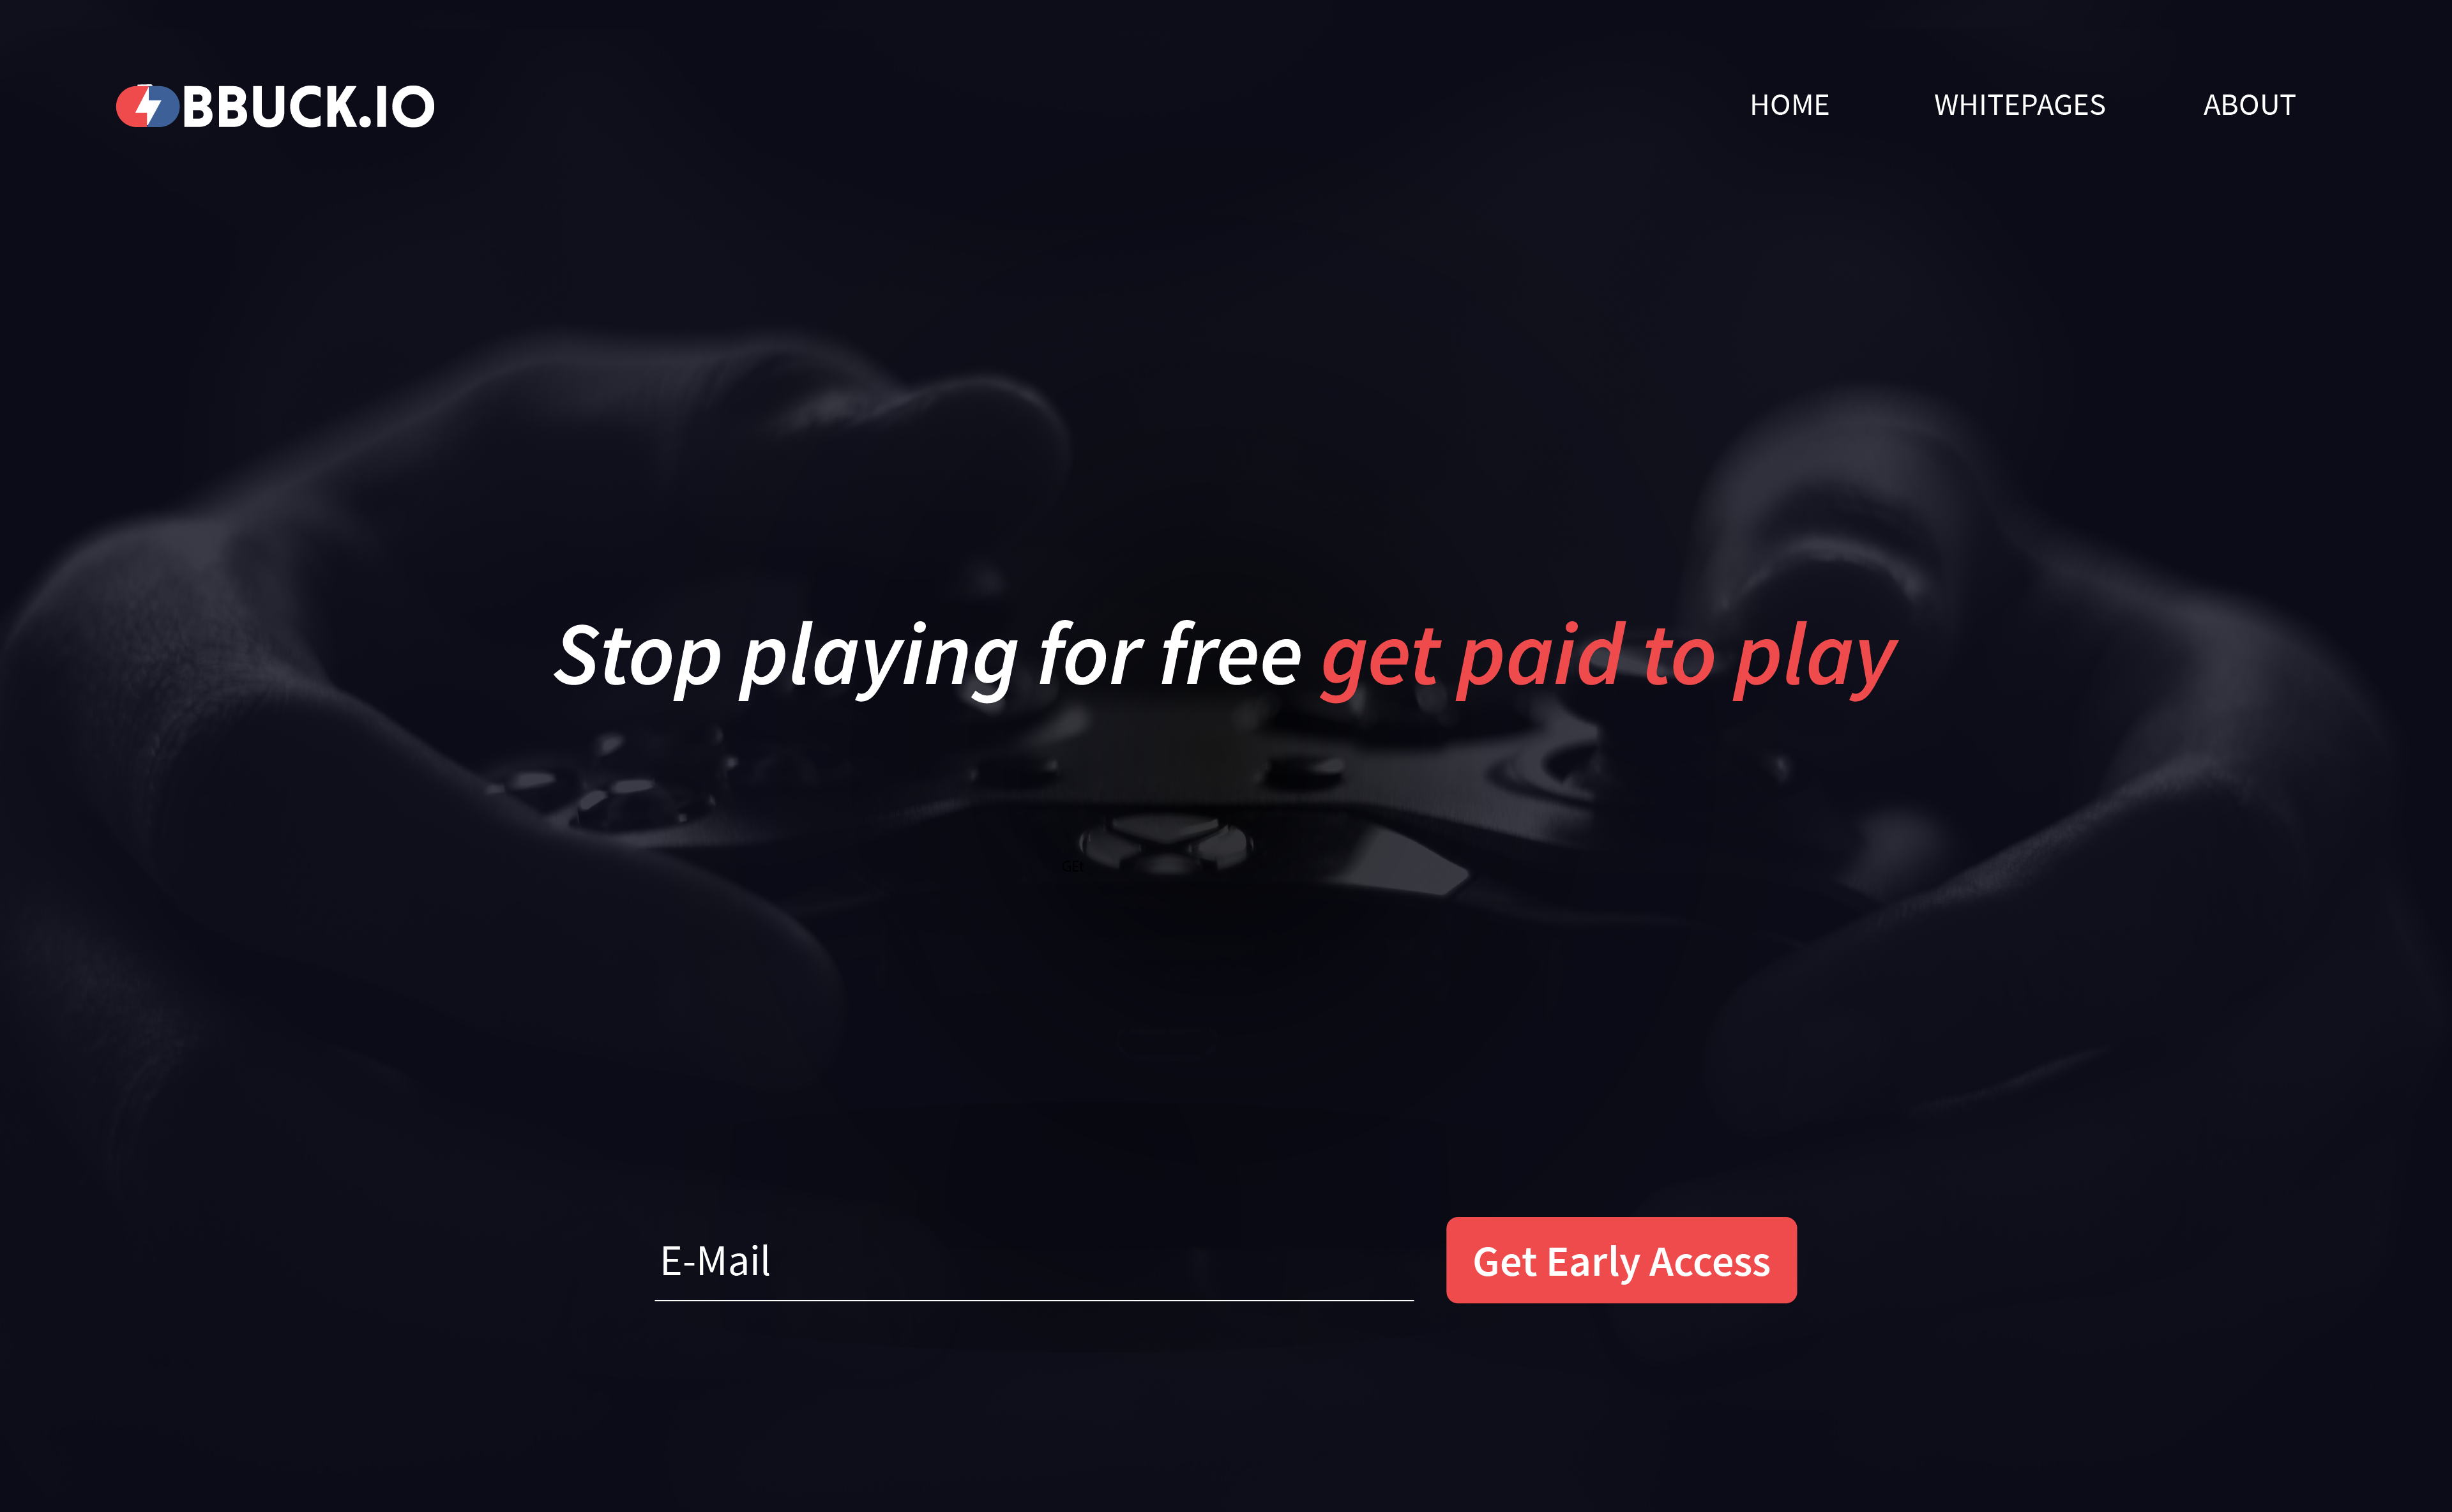 BBUCK.IO
HOME WHITEPAGES ABOUT
Stop playing for free get paid to play
E-Mail Get Early Access